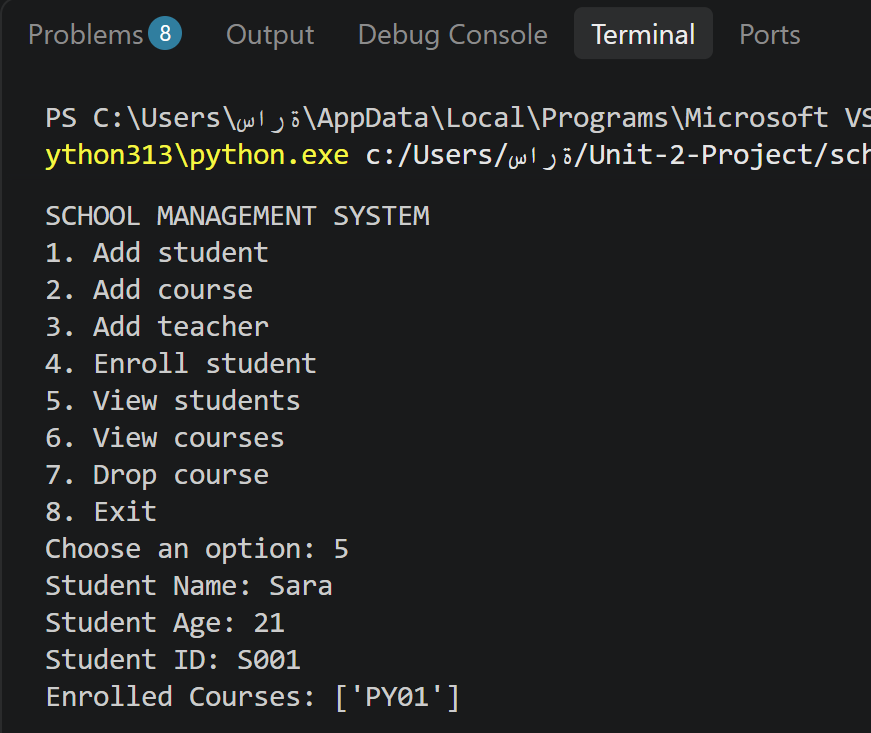 Problems 8 Output Debug Console Terminal Ports
PS C:\Users\سارة\AppData\Local\Programs\Microsoft VS
ython313\python.exe c:/Users/سارة/Unit-2-Project/sch
SCHOOL MANAGEMENT SYSTEM
1. Add student
2. Add course
3. Add teacher
4. Enroll student
5. View students
6. View courses
7. Drop course
8. Exit
Choose an option: 5
Student Name: Sara
Student Age: 21
Student ID: S001
Enrolled Courses: ['PY01']